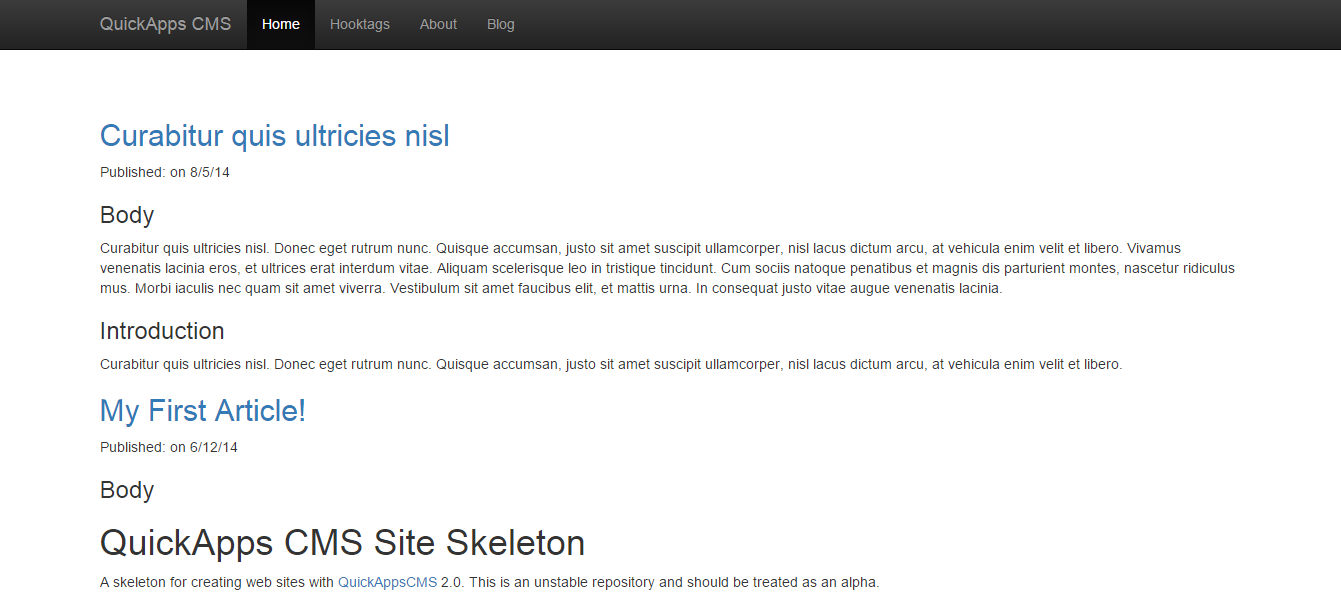 QuickApps CMS Home Hooktags About Blog
Curabitur quis ultricies nisl
Published: on 8/5/14
Body
Curabitur quis ultricies nisl. Donec eget rutrum nunc. Quisque accumsan, justo sit amet suscipit ullamcorper, nisl lacus dictum arcu, at vehicula enim velit et libero. Vivamus
venenatis lacinia eros, et ultrices erat interdum vitae. Aliquam scelerisque leo in tristique tincidunt. Cum sociis natoque penatibus et magnis dis parturient montes, nascetur ridiculus
mus. Morbi iaculis nec quam sit amet viverra. Vestibulum sit amet faucibus elit, et mattis urna. In consequat justo vitae augue venenatis lacinia.
Introduction
Curabitur quis ultricies nisl. Donec eget rutrum nunc. Quisque accumsan, justo sit amet suscipit ullamcorper, nisl lacus dictum arcu, at vehicula enim velit et libero.
My First Article!
Published: on 6/12/14
Body
QuickApps CMS Site Skeleton
A skeleton for creating web sites with QuickAppsCMS 2.0. This is an unstable repository and should be treated as an alpha.